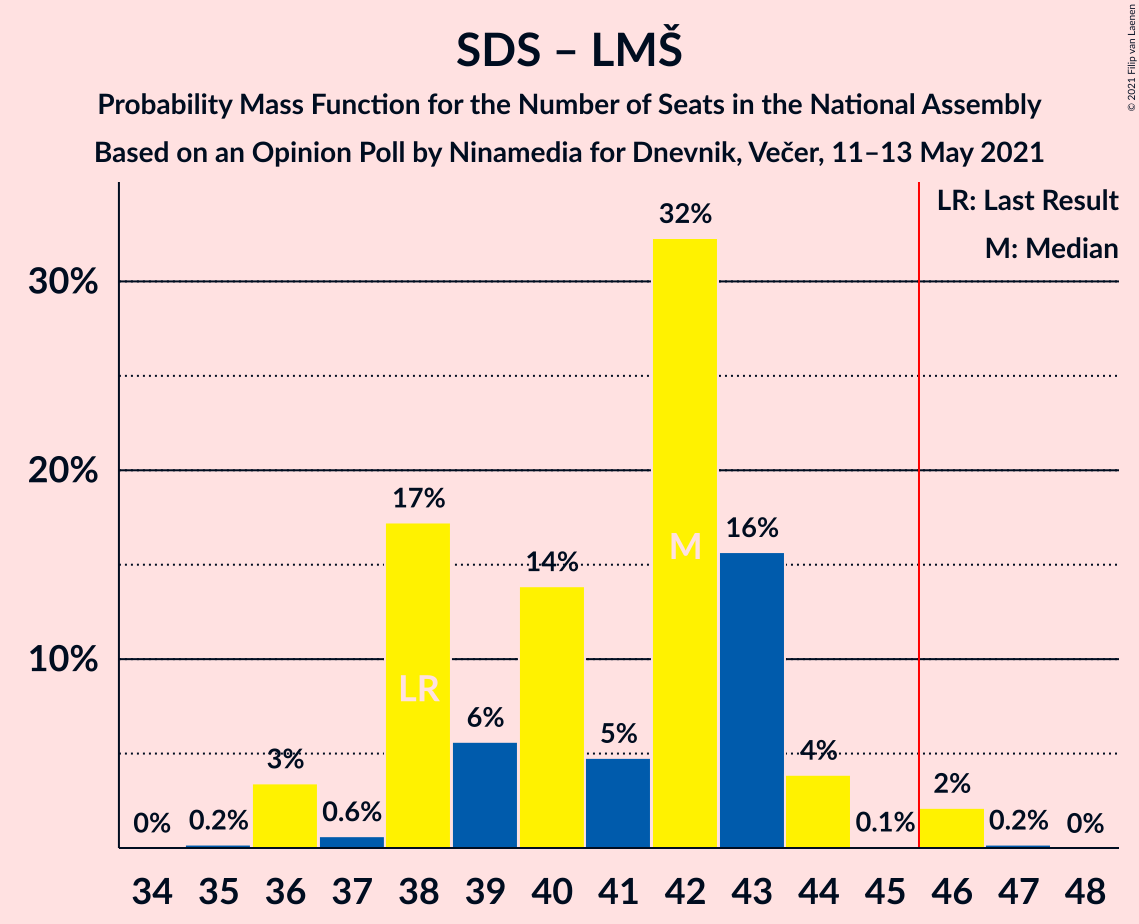 SDS – LMŠ
Probability Mass Function for the Number of Seats in the National Assembly
Based on an Opinion Poll by Ninamedia for Dnevnik, Večer, 11–13 May 2021
© 2021 Filip van Laenen
LR: Last Result
M: Median
30%
20%
10%
0%
0.2%
3%
0.6%
17%
6%
14%
5%
32%
16%
4%
0.1%
2%
0.2%
0%
LR
M
34 35 36 37 38 39 40 41 42 43 44 45 46 47 48